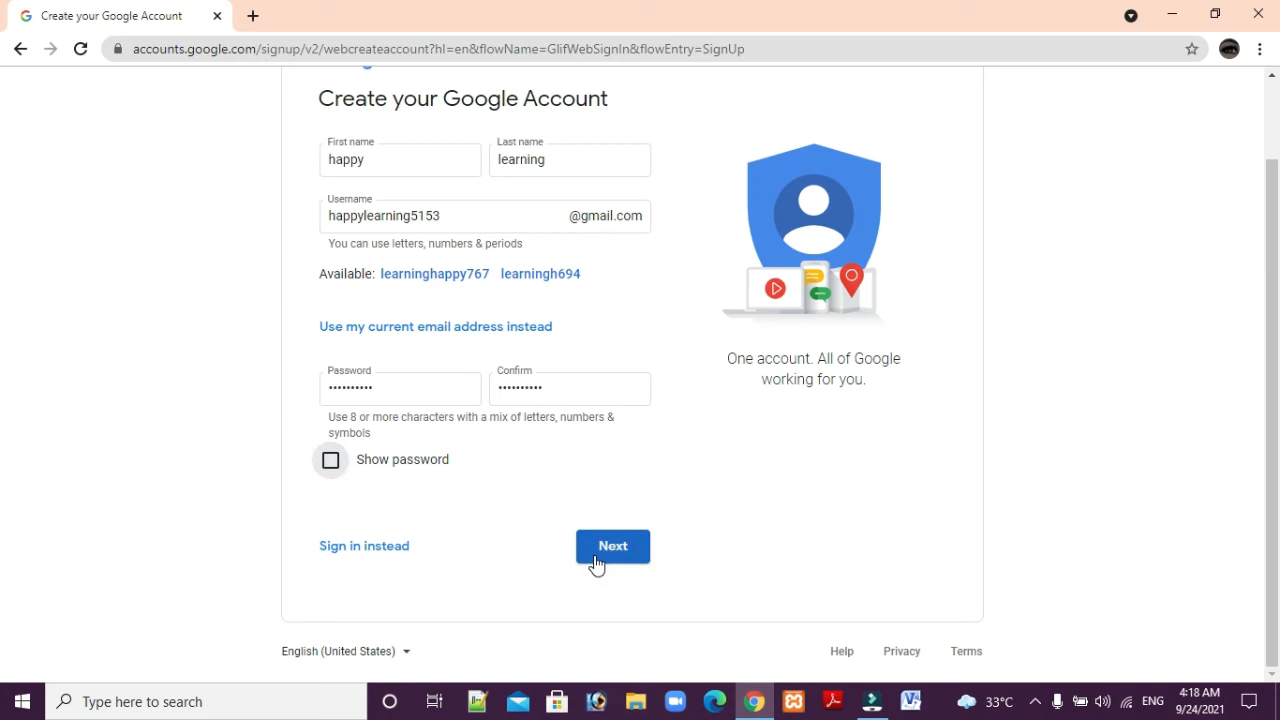 Create your Google Account
accounts.google.com/signup/v2/webcreateaccount?hl=en&flowName=GlifWebSignIn&flowEntry=SignUp
Create your Google Account
First name
Last name
happy
learning
Username
happylearning5153
@gmail.com
You can use letters, numbers & periods
Available: learninghappy767 learningh694
Use my current email address instead
Password
Confirm
••••••••••
••••••••••
Use 8 or more characters with a mix of letters, numbers &
symbols
Show password
Sign in instead
Next
One account. All of Google
working for you.
English (United States)
Help
Privacy
Terms
Type here to search
33°C
ENG
4:18 AM
9/24/2021